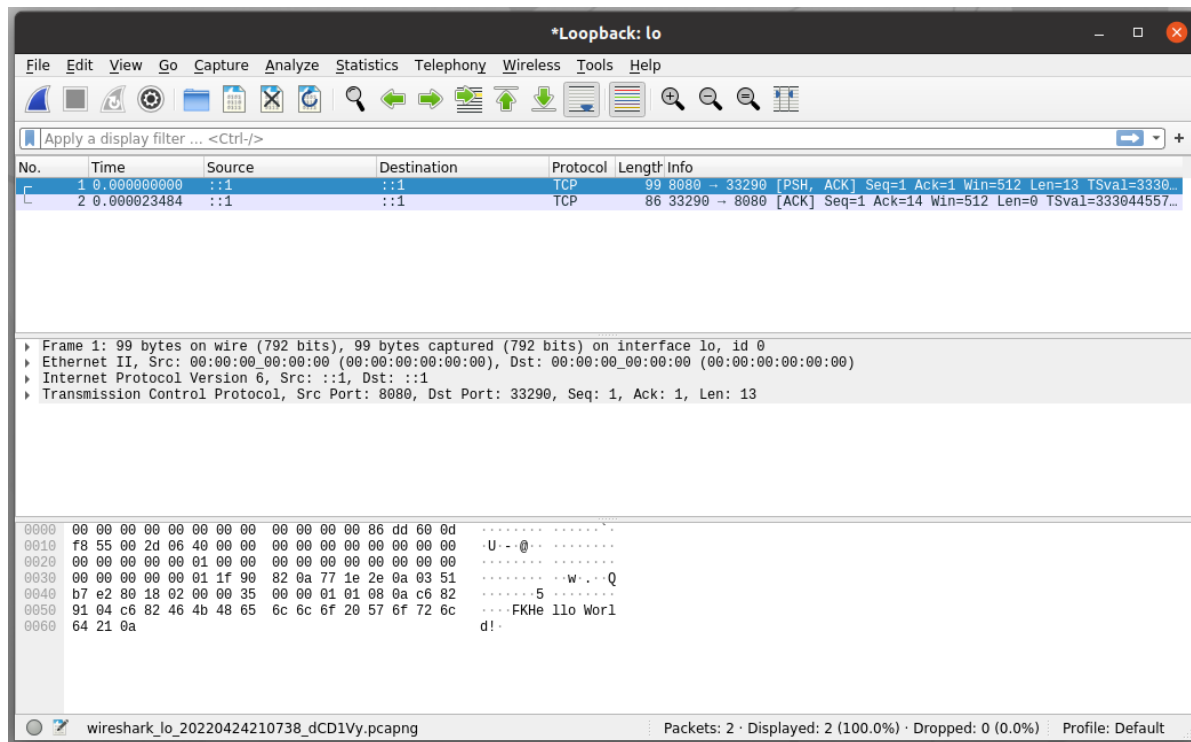 *Loopback: lo
File Edit View Go Capture Analyze Statistics Telephony Wireless Tools Help
Apply a display filter ... <Ctrl-/>
No. Time Source Destination Protocol Length Info
1 0.000000000 ::1 ::1 TCP 99 8080 → 33290 [PSH, ACK] Seq=1 Ack=1 Win=512 Len=13 TSval=3330…
2 0.000023484 ::1 ::1 TCP 86 33290 → 8080 [ACK] Seq=1 Ack=14 Win=512 Len=0 TSval=333044557…
Frame 1: 99 bytes on wire (792 bits), 99 bytes captured (792 bits) on interface lo, id 0
Ethernet II, Src: 00:00:00_00:00:00 (00:00:00:00:00:00), Dst: 00:00:00_00:00:00 (00:00:00:00:00:00)
Internet Protocol Version 6, Src: ::1, Dst: ::1
Transmission Control Protocol, Src Port: 8080, Dst Port: 33290, Seq: 1, Ack: 1, Len: 13
0000 00 00 00 00 00 00 00 00 00 00 00 00 86 dd 60 0d ········ ······`·
0010 f8 55 00 2d 06 40 00 00 00 00 00 00 00 00 00 00 ·U·-·@·· ········
0020 00 00 00 00 00 01 00 00 00 00 00 00 00 00 00 00 ········ ········
0030 00 00 00 00 00 01 1f 90 82 0a 77 1e 2e 0a 03 51 ········ ··w·.··Q
0040 b7 e2 80 18 02 00 00 35 00 00 01 01 08 0a c6 82 ·······5 ········
0050 91 04 c6 82 46 4b 48 65 6c 6c 6f 20 57 6f 72 6c ····FKHe llo Worl
0060 64 21 0a d!·
wireshark_lo_20220424210738_dCD1Vy.pcapng Packets: 2 · Displayed: 2 (100.0%) · Dropped: 0 (0.0%) Profile: Default